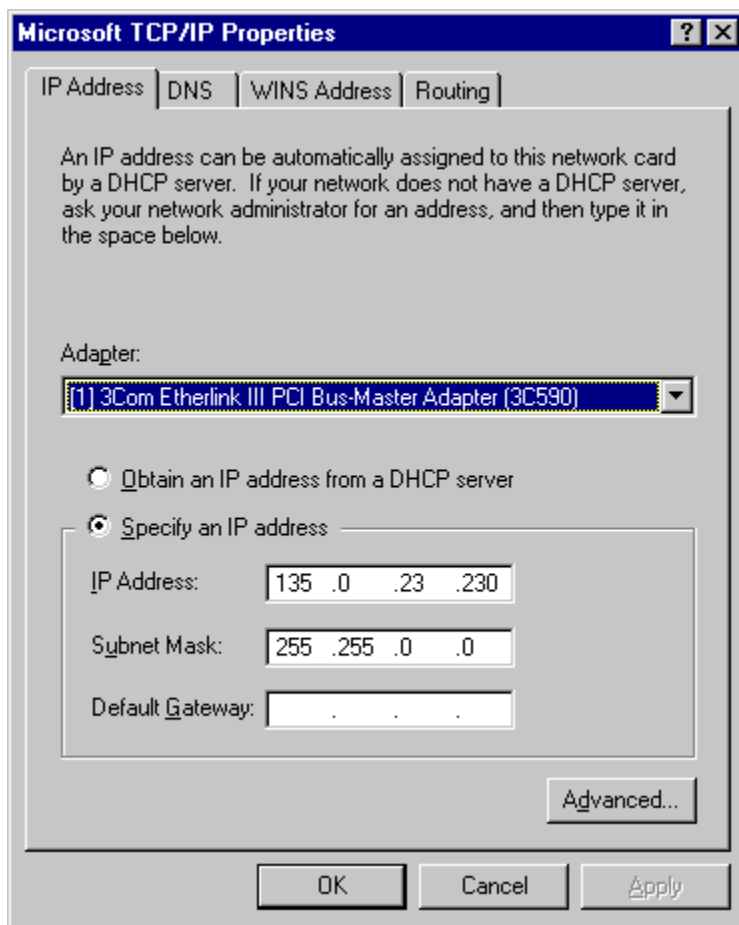 Microsoft TCP/IP Properties
IP Address DNS WINS Address Routing
An IP address can be automatically assigned to this network card
by a DHCP server.  If your network does not have a DHCP server,
ask your network administrator for an address, and then type it in
the space below.
Adapter:
[1] 3Com Etherlink III PCI Bus-Master Adapter (3C590)
Obtain an IP address from a DHCP server
Specify an IP address
IP Address: 135 .0 .23 .230
Subnet Mask: 255 .255 .0 .0
Default Gateway: . . .
Advanced...
OK Cancel Apply